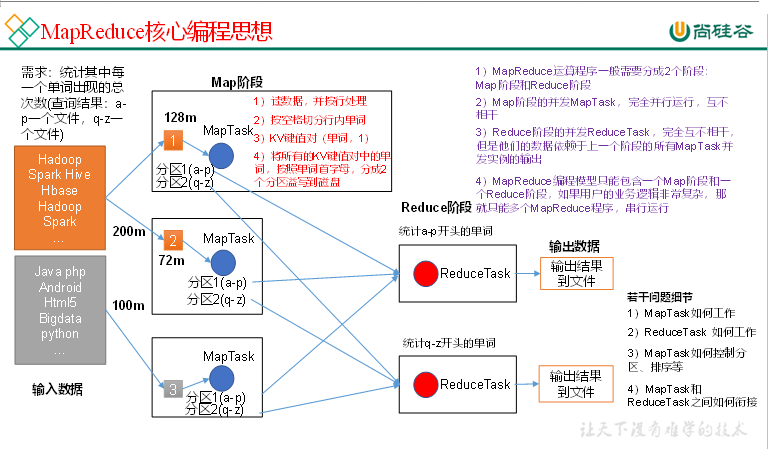 MapReduce核心编程思想
尚硅谷
需求：统计其中每
一个单词出现的总
次数(查询结果：a-
p一个文件，q-z一
个文件)
Hadoop
Spark Hive
Hbase
Hadoop
Spark
…
200m
Java php
Android
Html5
Bigdata
python
…
100m
输入数据
Map阶段
128m
1
MapTask
分区1(a-p)
分区2(q-z)
1）读数据，并按行处理
2）按空格切分行内单词
3）KV键值对（单词，1）
4）将所有的KV键值对中的单
词，按照单词首字母，分成2
个分区溢写到磁盘
2
72m
MapTask
分区1(a-p)
分区2(q-z)
3
MapTask
分区1(a-p)
分区2(q-z)
Reduce阶段
统计a-p开头的单词
ReduceTask
统计q-z开头的单词
ReduceTask
输出数据
输出结果
到文件
输出结果
到文件
1）MapReduce运算程序一般需要分成2个阶段：
Map阶段和Reduce阶段
2）Map阶段的并发MapTask，完全并行运行，互不
相干
3）Reduce阶段的并发ReduceTask，完全互不相干，
但是他们的数据依赖于上一个阶段的所有MapTask并
发实例的输出
4）MapReduce编程模型只能包含一个Map阶段和一
个Reduce阶段，如果用户的业务逻辑非常复杂，那
就只能多个MapReduce程序，串行运行
若干问题细节
1）MapTask如何工作
2）ReduceTask 如何工作
3）MapTask如何控制分
区、排序等
4）MapTask和
ReduceTask之间如何衔接
让天下没有难学的技术